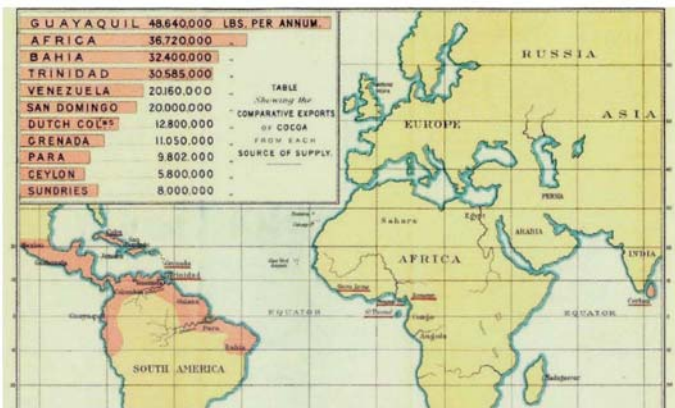 GUAYAQUIL 48.640.000 LBS. PER ANNUM.
AFRICA 36.720.000 "
BAHIA 32.400.000 "
TRINIDAD 30.585.000 "
VENEZUELA 20.160.000 "
SAN DOMINGO 20.000.000 "
DUTCH COLNS 12.800.000 "
GRENADA 11.050.000 "
PARA 9.802.000 "
CEYLON 5.800.000 "
SUNDRIES 8.000.000 "
TABLE
Shewing the
COMPARATIVE EXPORTS
OF COCOA
FROM EACH
SOURCE OF SUPPLY.
RUSSIA
ASIA
EUROPE
PERSIA
Sahara
Egypt
ARABIA
INDIA
AFRICA
Cuba
Grenada
Trinidad
Ceylon
Guayaquil
Para
EQUATOR
Congo
EQUATOR
Angola
Bahia
SOUTH AMERICA
Madagascar